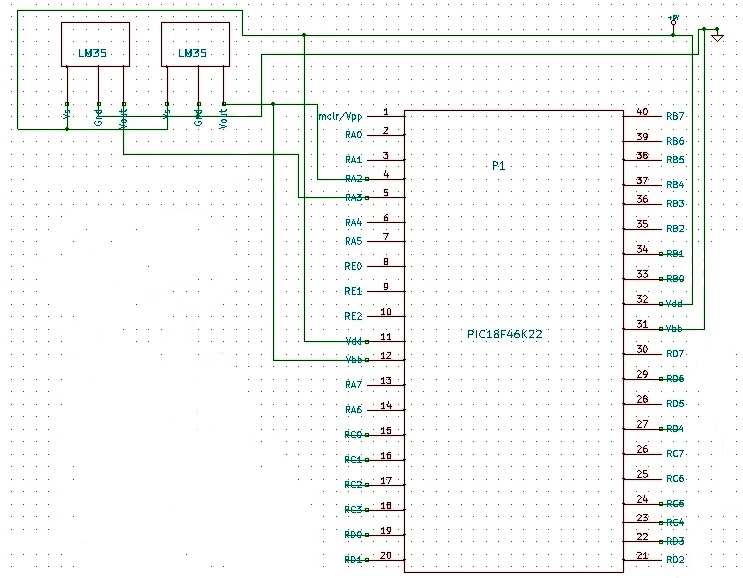 +5V
LM35
LM35
Vs
Gnd
Vout
Vs
Gnd
Vout
P1
PIC18F46K22
mclr/Vpp 1
RA0 2
RA1 3
RA2 4
RA3 5
RA4 6
RA5 7
RE0 8
RE1 9
RE2 10
Vdd 11
Vbb 12
RA7 13
RA6 14
RC0 15
RC1 16
RC2 17
RC3 18
RD0 19
RD1 20
40 RB7
39 RB6
38 RB5
37 RB4
36 RB3
35 RB2
34 RB1
33 RB0
32 Vdd
31 Vbb
30 RD7
29 RD6
28 RD5
27 RD4
26 RC7
25 RC6
24 RC5
23 RC4
22 RD3
21 RD2